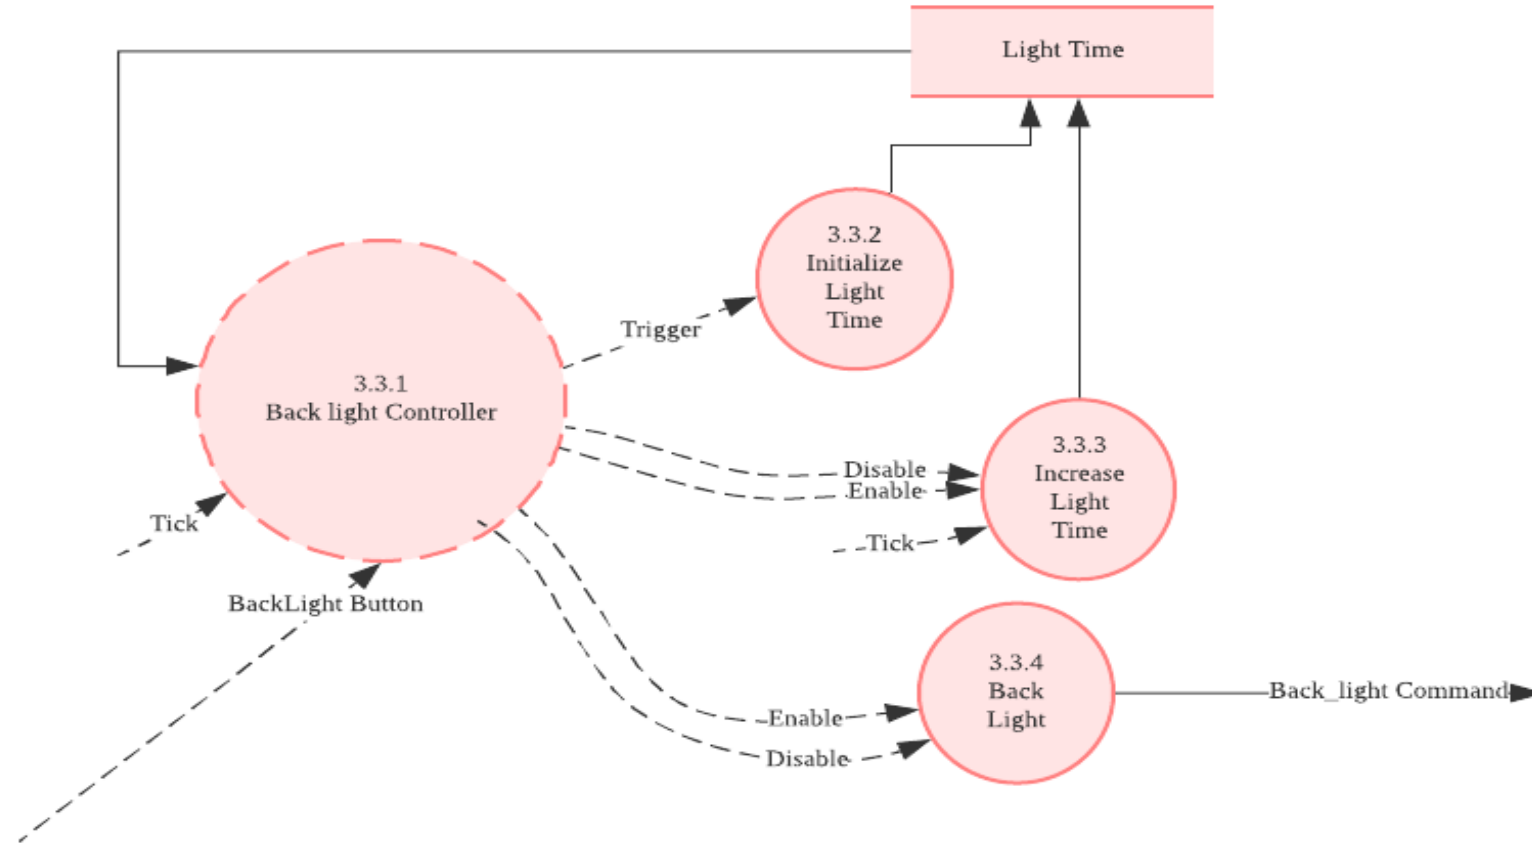 Light Time
3.3.2
Initialize
Light
Time
Trigger
3.3.1
Back light Controller
Disable
Enable
3.3.3
Increase
Light
Time
Tick
Tick
BackLight Button
3.3.4
Back
Light
Back_light Command
Enable
Disable